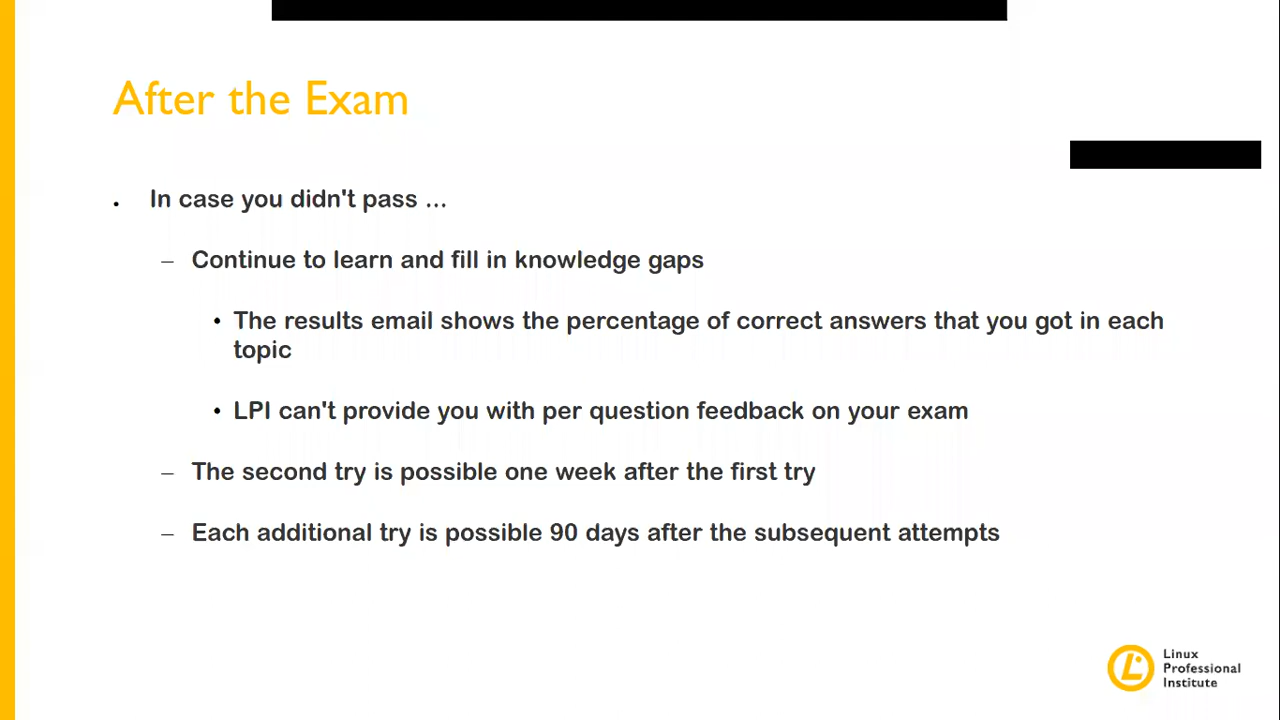 After the Exam
• In case you didn't pass ...
– Continue to learn and fill in knowledge gaps
• The results email shows the percentage of correct answers that you got in each
topic
• LPI can't provide you with per question feedback on your exam
– The second try is possible one week after the first try
– Each additional try is possible 90 days after the subsequent attempts
Linux
Professional
Institute